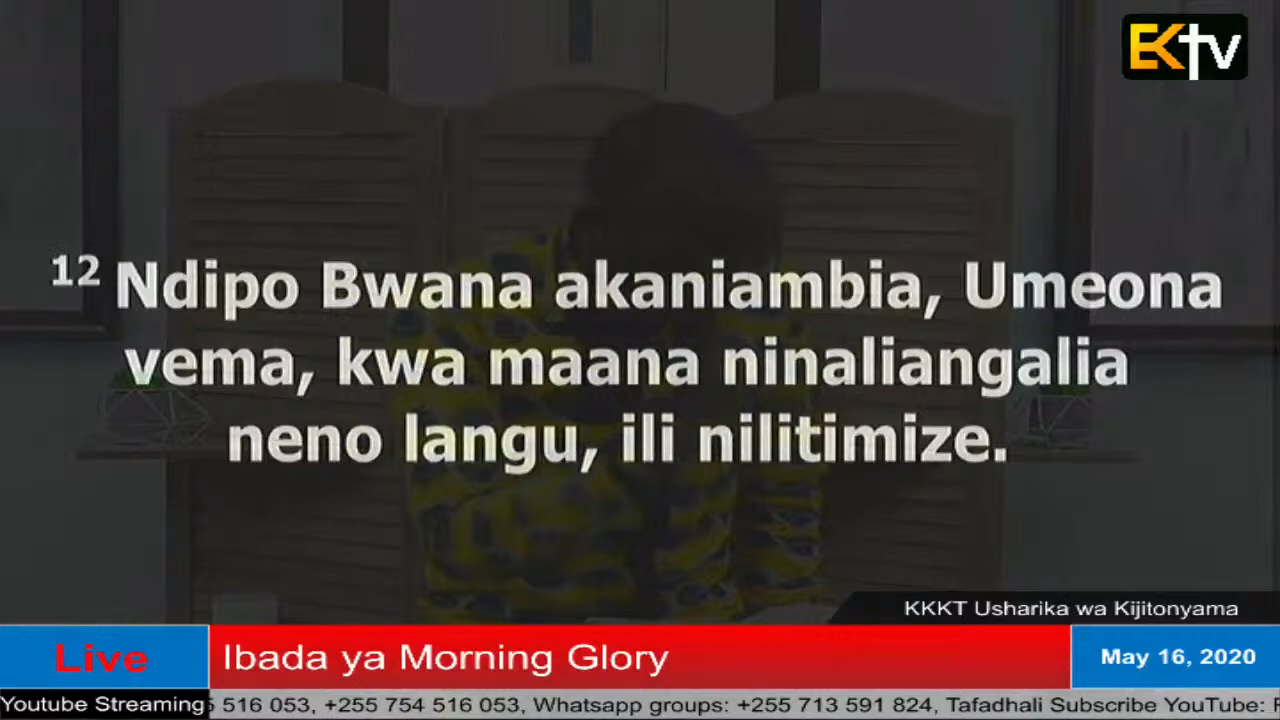 EKtv
12 Ndipo Bwana akaniambia, Umeona
vema, kwa maana ninaliangalia
neno langu, ili nilitimize.
KKKT Usharika wa Kijitonyama
Live
Ibada ya Morning Glory
May 16, 2020
Youtube Streaming
516 053, +255 754 516 053, Whatsapp groups: +255 713 591 824, Tafadhali Subscribe YouTube: